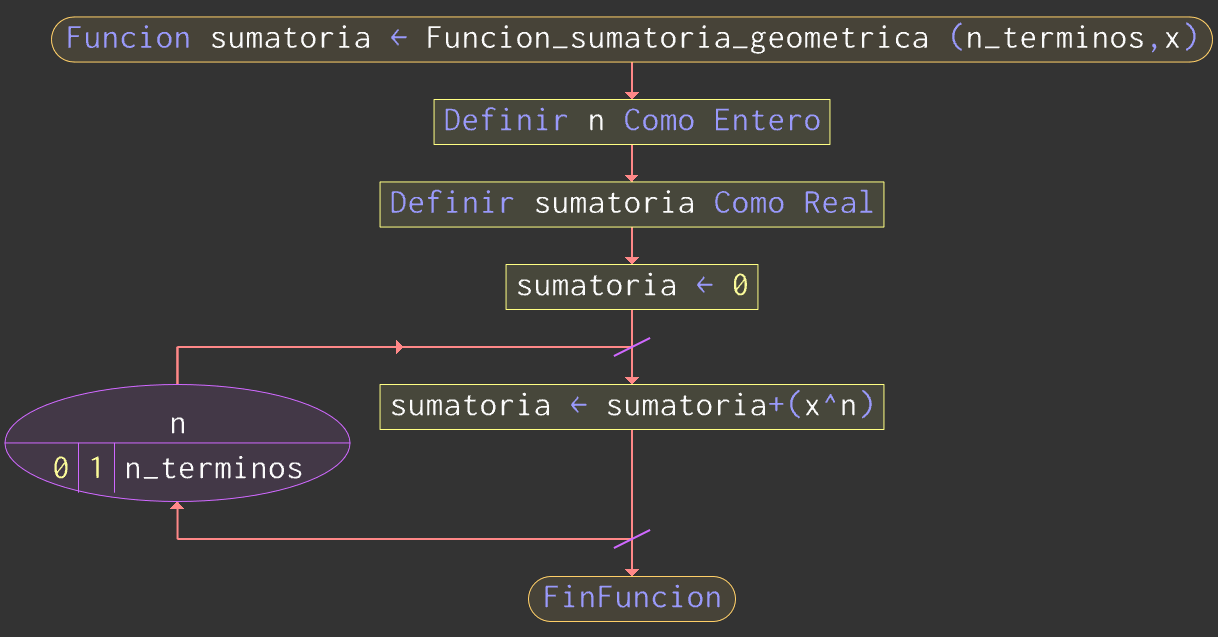 Funcion sumatoria ← Funcion_sumatoria_geometrica (n_terminos,x)
Definir n Como Entero
Definir sumatoria Como Real
sumatoria ← 0
n
0 1 n_terminos
sumatoria ← sumatoria+(x^n)
FinFuncion